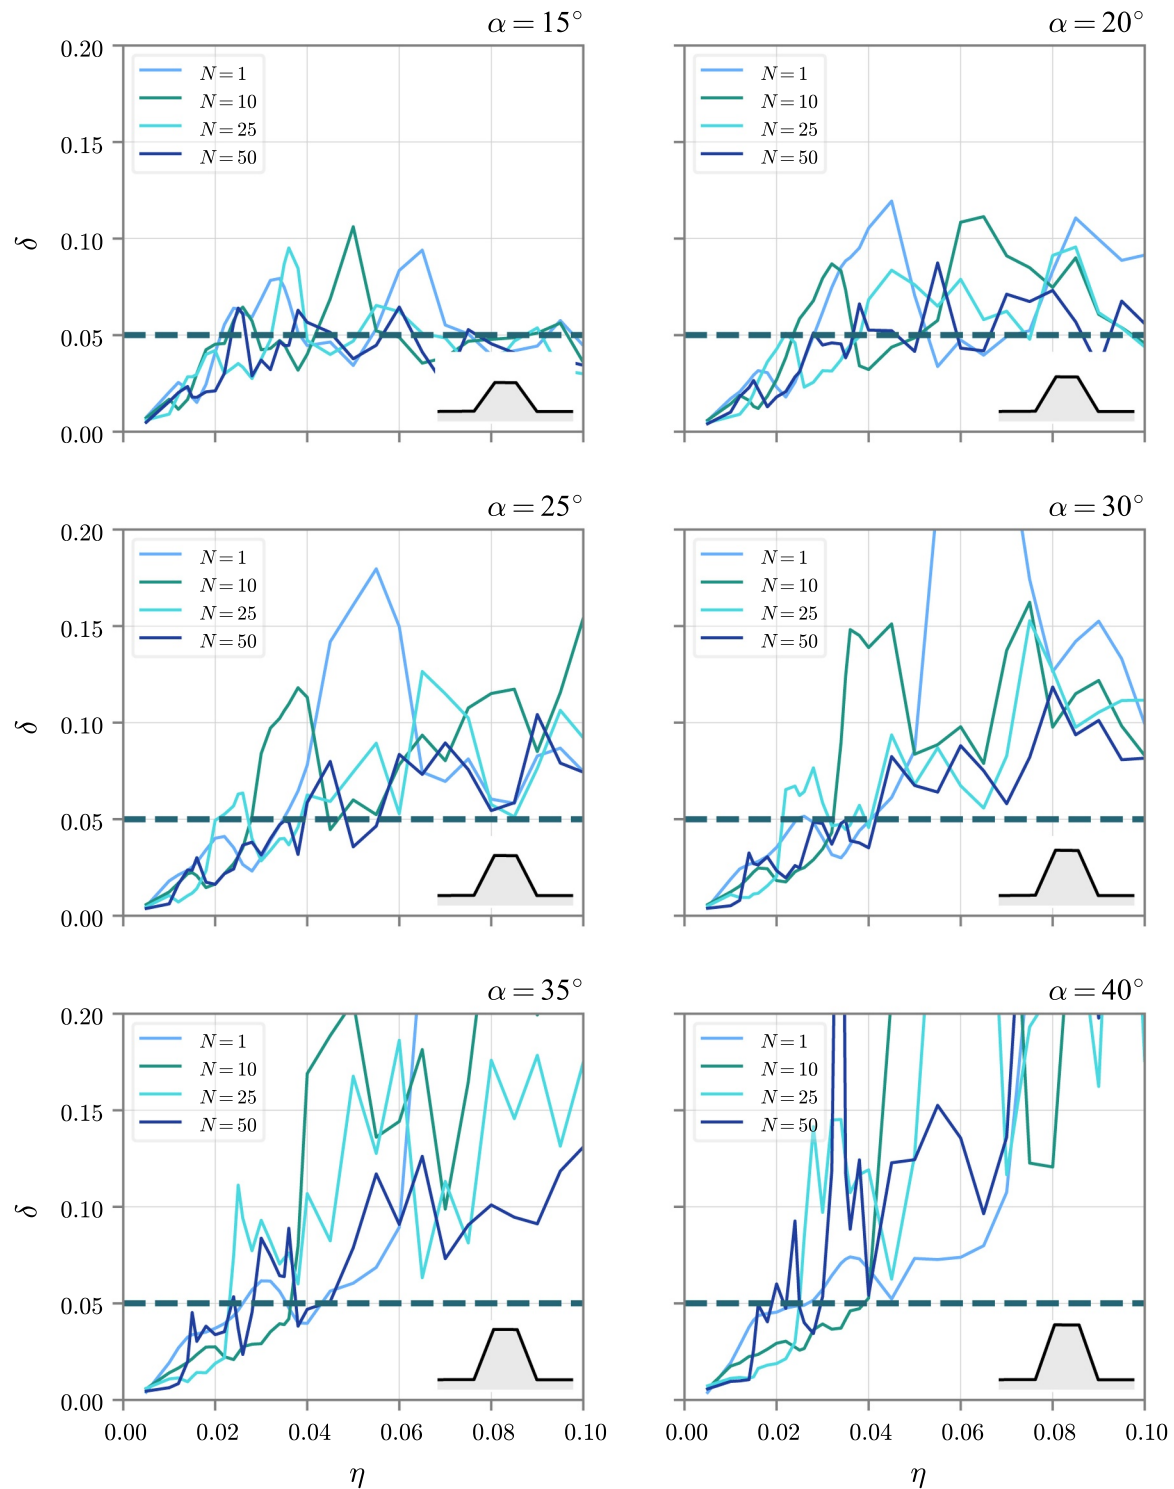 α = 15°
α = 20°
0.20
N = 1
N = 10
N = 25
N = 50
N = 1
N = 10
N = 25
N = 50
0.15
0.10
δ
0.05
0.00
α = 25°
α = 30°
0.20
N = 1
N = 10
N = 25
N = 50
N = 1
N = 10
N = 25
N = 50
0.15
0.10
δ
0.05
0.00
α = 35°
α = 40°
0.20
N = 1
N = 10
N = 25
N = 50
N = 1
N = 10
N = 25
N = 50
0.15
0.10
δ
0.05
0.00
0.00 0.02 0.04 0.06 0.08 0.10
0.00 0.02 0.04 0.06 0.08 0.10
η
η